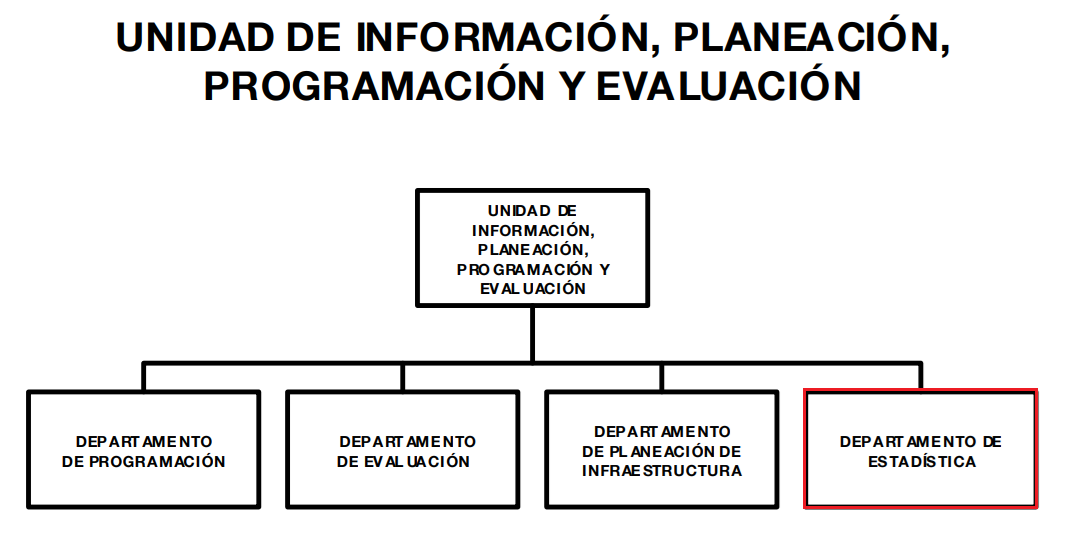 UNIDAD DE INFORMACIÓN, PLANEACIÓN,
PROGRAMACIÓN Y EVALUACIÓN
UNIDAD DE
INFORMACIÓN,
PLANEACIÓN,
PROGRAMACIÓN Y
EVALUACIÓN
DEPARTAMENTO
DE PROGRAMACIÓN
DEPARTAMENTO
DE EVALUACIÓN
DEPARTAMENTO
DE PLANEACIÓN DE
INFRAESTRUCTURA
DEPARTAMENTO DE
ESTADÍSTICA